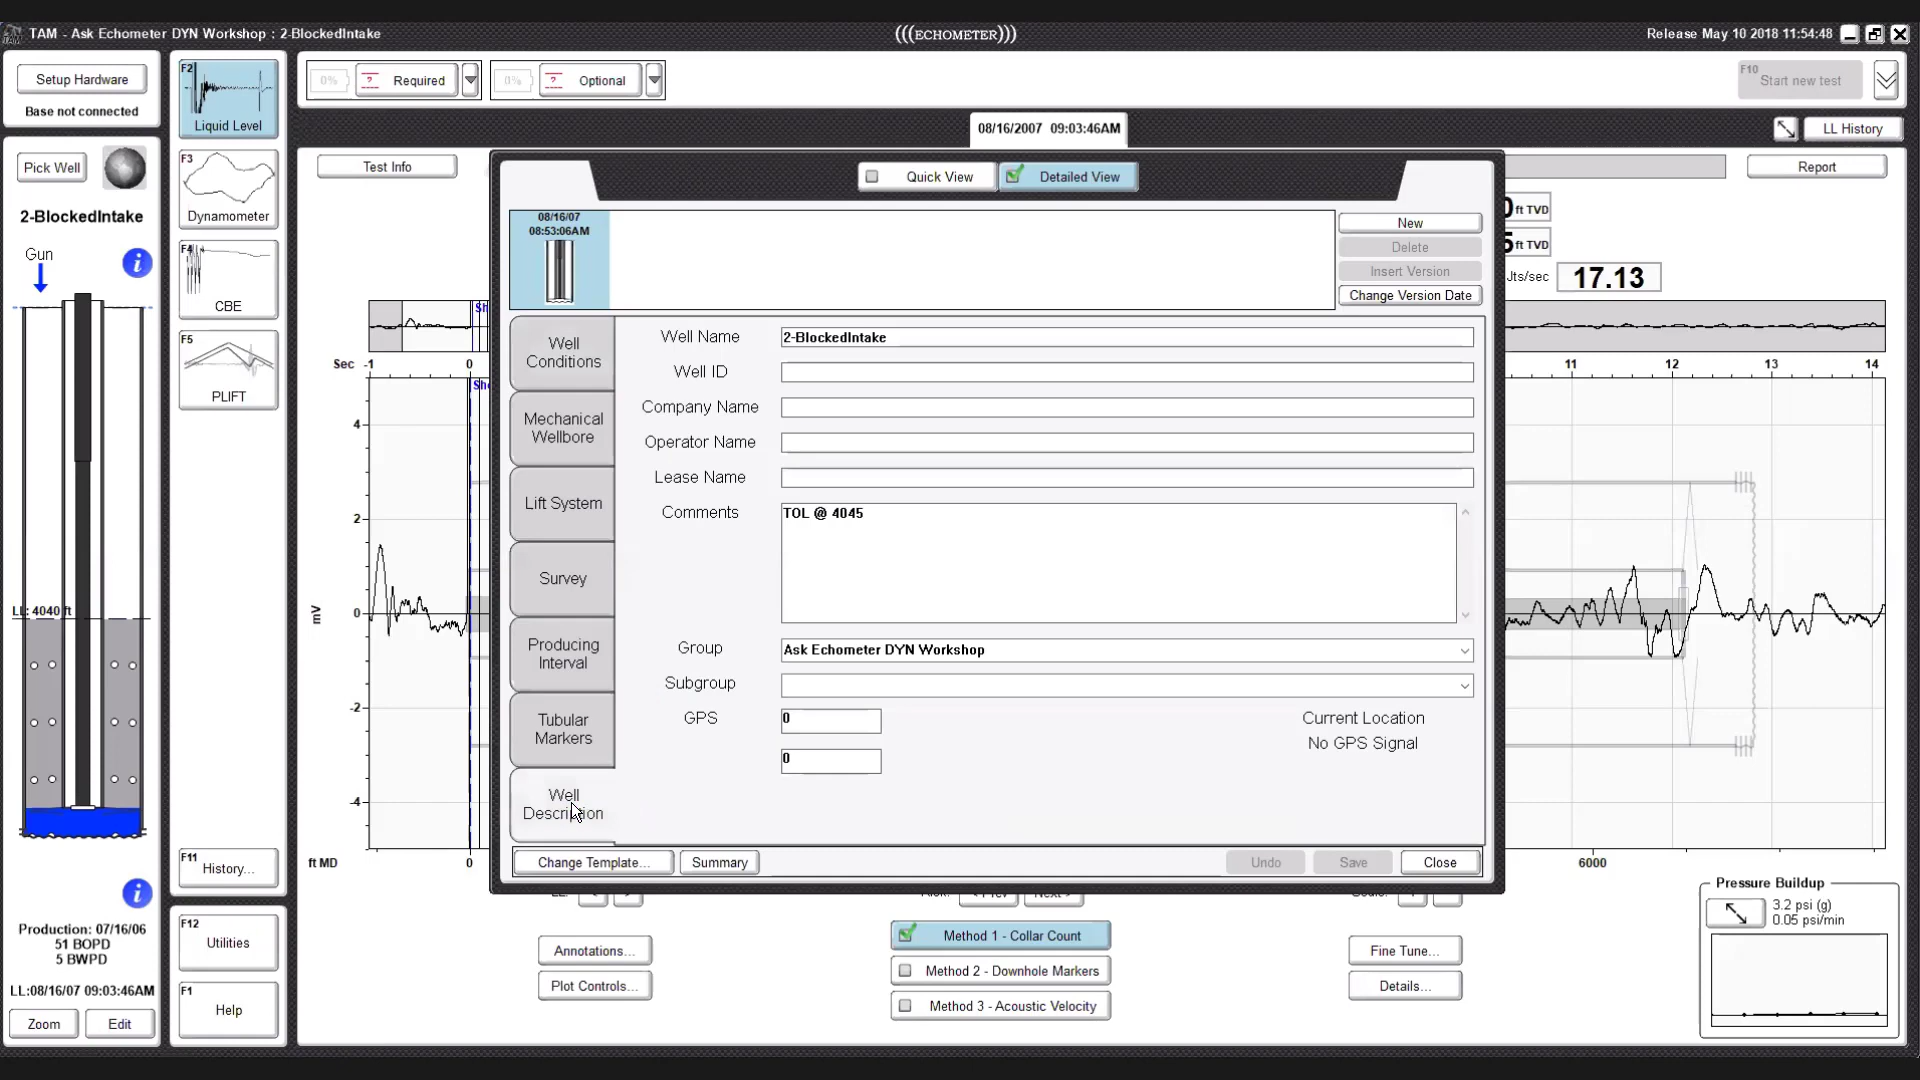 TAM - Ask Echometer DYN Workshop : 2-BlockedIntake
(((ECHOMETER)))
Release May 10 2018 11:54:48
Setup Hardware
Base not connected
Pick Well
2-BlockedIntake
Gun
LL: 4040 ft
Production: 07/16/06
51 BOPD
5 BWPD
LL:08/16/07 09:03:46AM
Zoom
Edit
F2
Liquid Level
F3
Dynamometer
F4
CBE
F5
PLIFT
F11
History...
F12
Utilities
F1
Help
0%
?
Required
0%
?
Optional
F10
Start new test
08/16/2007 09:03:46AM
LL History
Test Info
Report
Quick View
Detailed View
08/16/07
08:53:06AM
New
Delete
Insert Version
Change Version Date
Well
Conditions
Mechanical
Wellbore
Lift System
Survey
Producing
Interval
Tubular
Markers
Well
Description
Well Name
2-BlockedIntake
Well ID
Company Name
Operator Name
Lease Name
Comments
TOL @ 4045
Group
Ask Echometer DYN Workshop
Subgroup
GPS
0
0
Current Location
No GPS Signal
Change Template...
Summary
Undo
Save
Close
ft TVD
ft TVD
Jts/sec
17.13
Sec
-1
0
11
12
13
14
mV
4
2
0
-2
-4
ft MD
0
6000
Annotations...
Plot Controls...
Method 1 - Collar Count
Method 2 - Downhole Markers
Method 3 - Acoustic Velocity
Fine Tune...
Details...
Pressure Buildup
3.2 psi (g)
0.05 psi/min